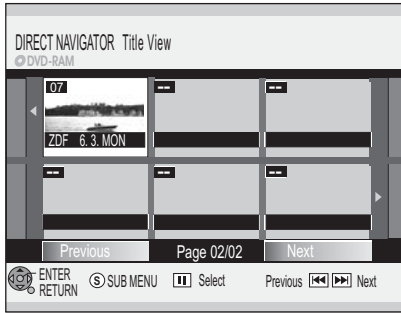 DIRECT NAVIGATOR Title View
DVD-RAM
07 -- --
ZDF 6. 3. MON
-- -- --
Previous Page 02/02 Next
ENTER
RETURN
S SUB MENU Select Previous Next